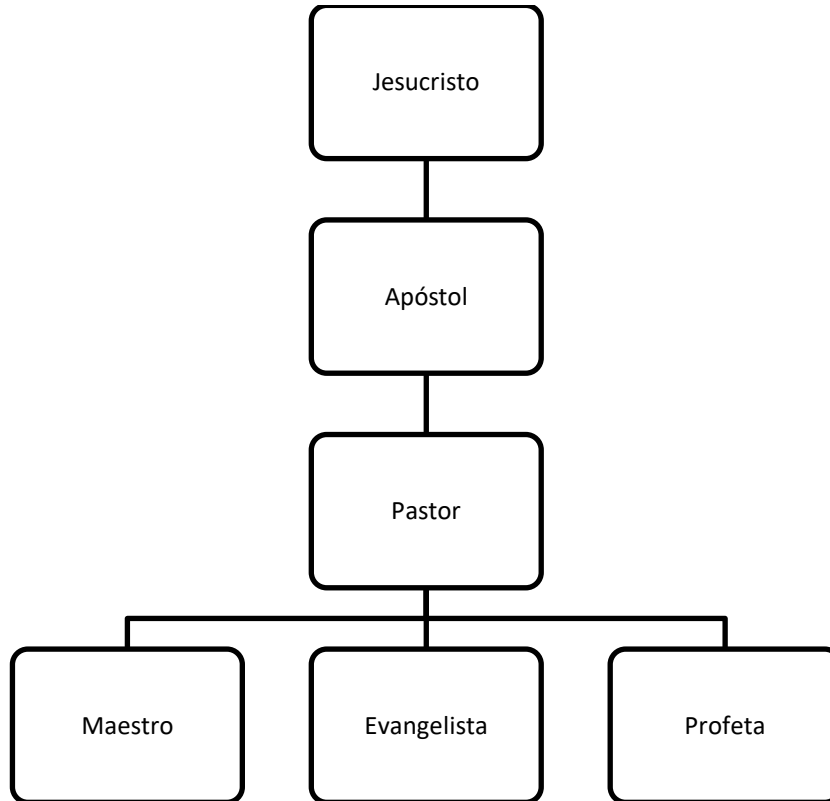 Jesucristo
Apóstol
Pastor
Maestro
Evangelista
Profeta